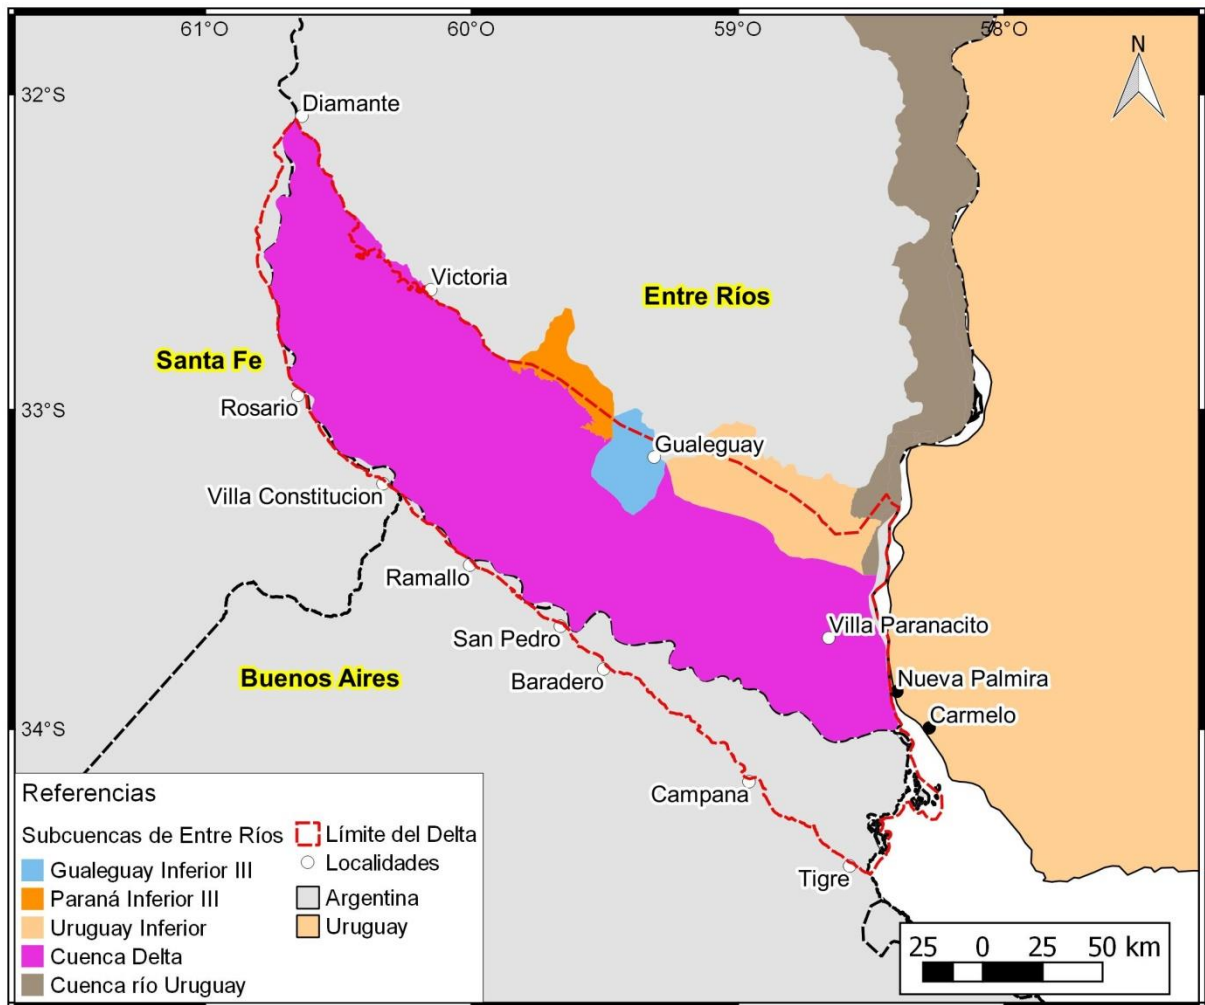 61°O
60°O
59°O
58°O
N
32°S
Diamante
Victoria
Entre Ríos
Santa Fe
33°S
Rosario
Gualeguay
Villa Constitucion
Ramallo
Villa Paranacito
San Pedro
Baradero
Buenos Aires
Nueva Palmira
Carmelo
34°S
Campana
Tigre
Referencias
Subcuencas de Entre Ríos
Gualeguay Inferior III
Paraná Inferior III
Uruguay Inferior
Cuenca Delta
Cuenca río Uruguay
Límite del Delta
Localidades
Argentina
Uruguay
25 0 25 50 km